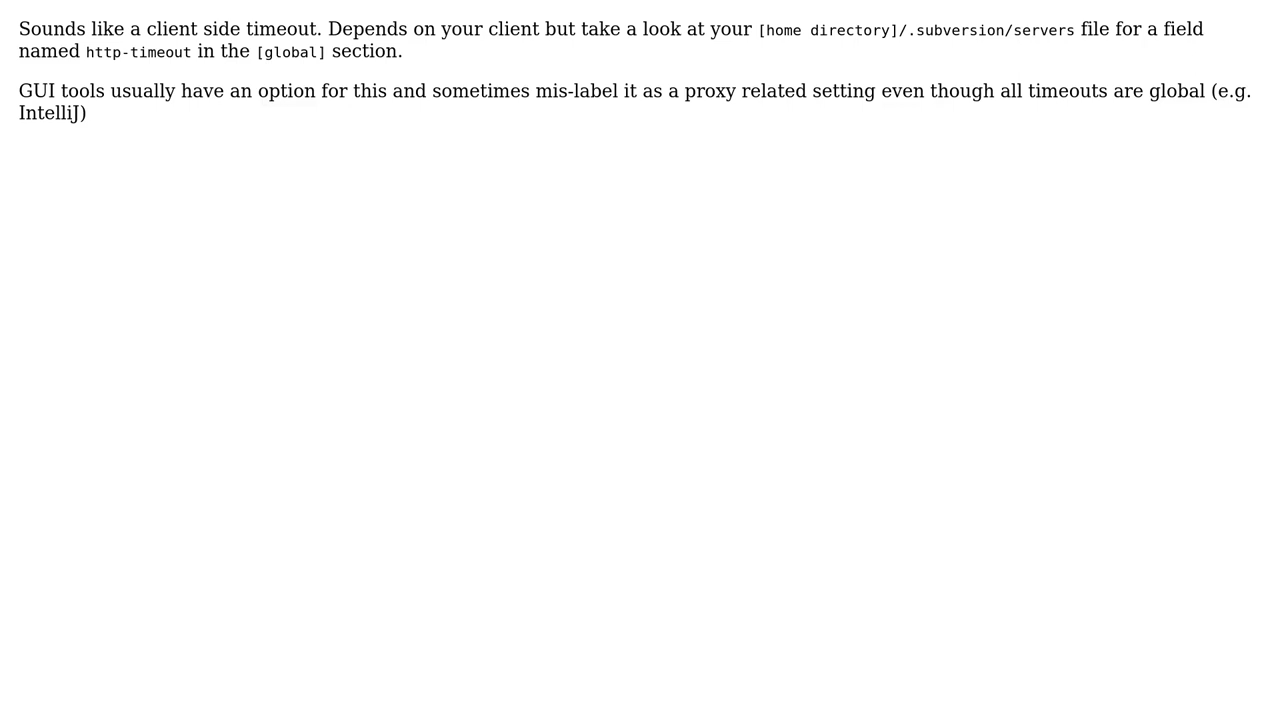 Sounds like a client side timeout. Depends on your client but take a look at your [home directory]/.subversion/servers file for a field
named http-timeout in the [global] section.
GUI tools usually have an option for this and sometimes mis-label it as a proxy related setting even though all timeouts are global (e.g.
IntelliJ)